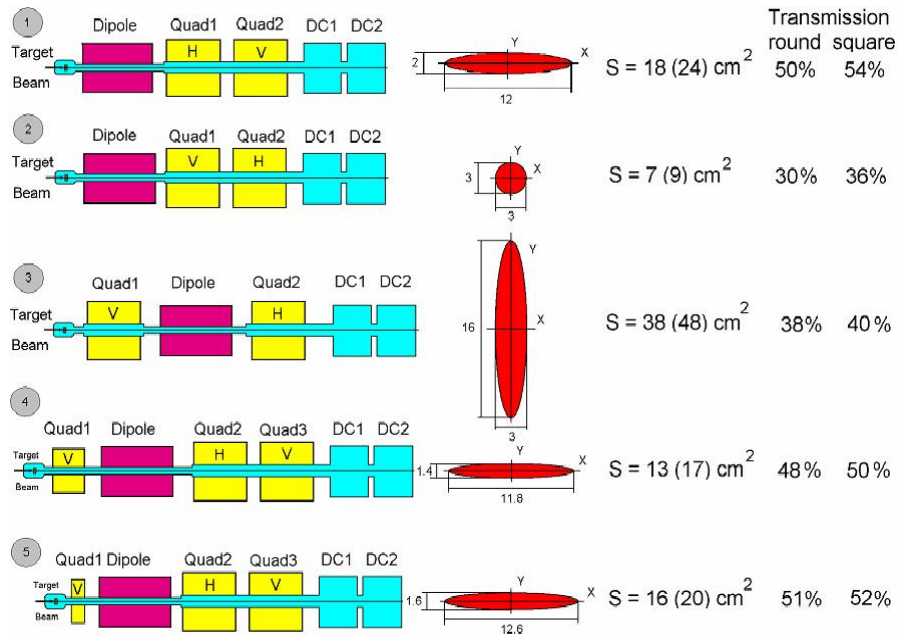 Transmission
round square
1
Dipole Quad1 Quad2 DC1 DC2
Target
Beam
H V
Y X
2
12
S = 18 (24) cm²
50% 54%
2
Dipole Quad1 Quad2 DC1 DC2
Target
Beam
V H
Y X
3
3
S = 7 (9) cm²
30% 36%
3
Quad1 Dipole Quad2 DC1 DC2
Target
Beam
V H
Y X
16
3
S = 38 (48) cm²
38% 40%
4
Quad1 Dipole Quad2 Quad3 DC1 DC2
Target
Beam
V H V
Y X
1.4
11.8
S = 13 (17) cm²
48% 50%
5
Quad1 Dipole Quad2 Quad3 DC1 DC2
Target
Beam
V H V
Y X
1.6
12.6
S = 16 (20) cm²
51% 52%